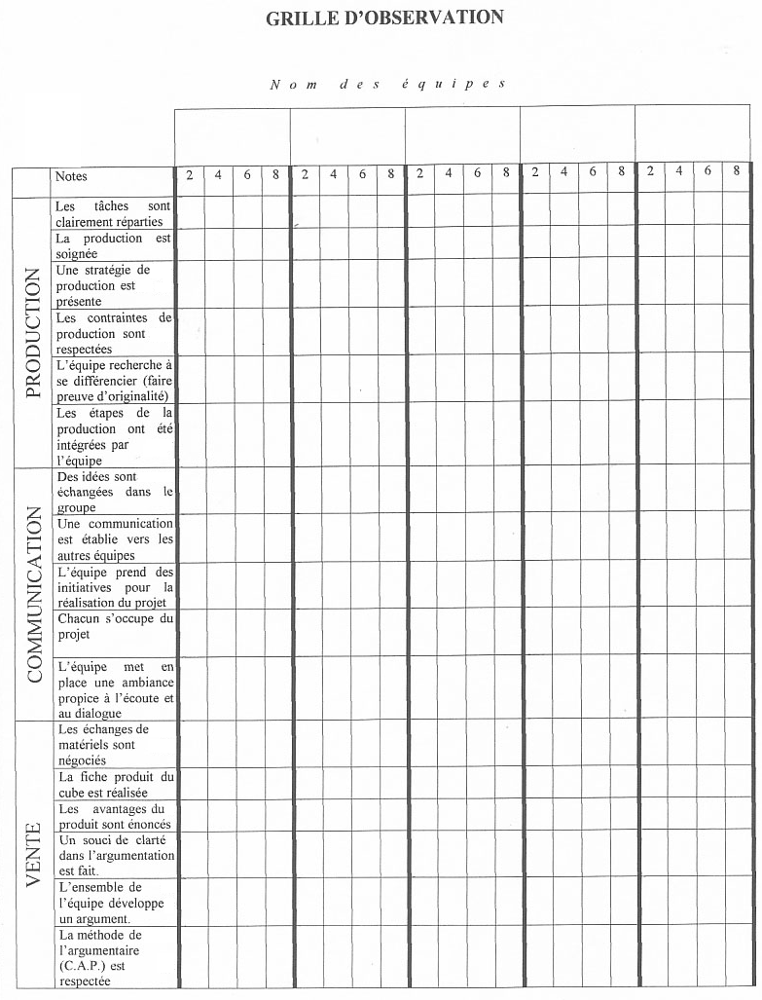 GRILLE D'OBSERVATION
Nom des équipes
Notes 2 4 6 8 2 4 6 8 2 4 6 8 2 4 6 8 2 4 6 8
PRODUCTION
Les tâches sont
clairement réparties
La production est
soignée
Une stratégie de
production est
présente
Les contraintes de
production sont
respectées
L'équipe recherche à
se différencier (faire
preuve d'originalité)
Les étapes de la
production ont été
intégrées par
l'équipe
COMMUNICATION
Des idées sont
échangées dans le
groupe
Une communication
est établie vers les
autres équipes
L'équipe prend des
initiatives pour la
réalisation du projet
Chacun s'occupe du
projet
L'équipe met en
place une ambiance
propice à l'écoute et
au dialogue
VENTE
Les échanges de
matériels sont
négociés
La fiche produit du
cube est réalisée
Les avantages du
produit sont énoncés
Un souci de clarté
dans l'argumentation
est fait.
L'ensemble de
l'équipe développe
un argument.
La méthode de
l'argumentaire
(C.A.P.) est
respectée